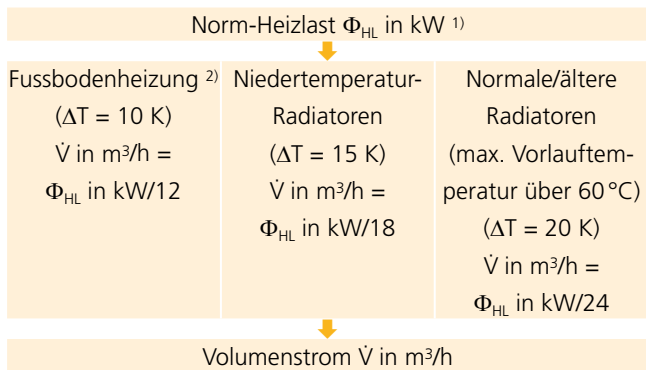 Norm-Heizlast Φ_HL in kW ¹⁾
Fussbodenheizung ²⁾
(ΔT = 10 K)
V̇ in m³/h =
Φ_HL in kW/12
Niedertemperatur-
Radiatoren
(ΔT = 15 K)
V̇ in m³/h =
Φ_HL in kW/18
Normale/ältere
Radiatoren
(max. Vorlauftem-
peratur über 60 °C)
(ΔT = 20 K)
V̇ in m³/h =
Φ_HL in kW/24
Volumenstrom V̇ in m³/h